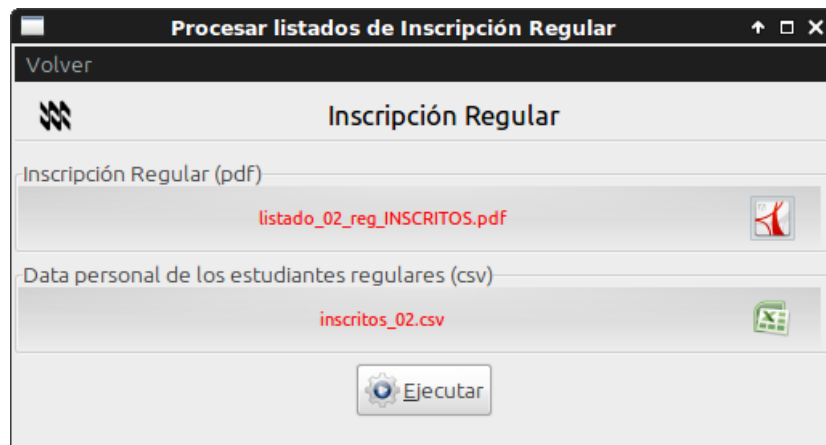 Procesar listados de Inscripción Regular
Volver
Inscripción Regular
Inscripción Regular (pdf)
listado_02_reg_INSCRITOS.pdf
Data personal de los estudiantes regulares (csv)
inscritos_02.csv
Ejecutar